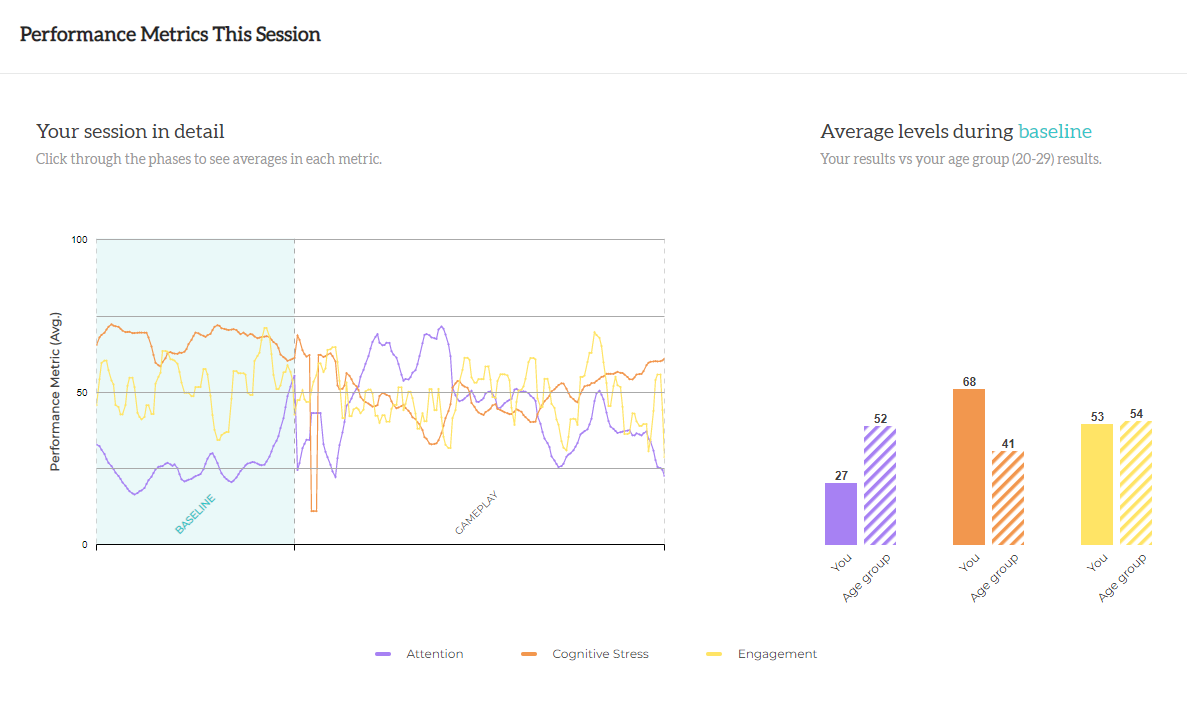 Performance Metrics This Session
Your session in detail
Click through the phases to see averages in each metric.
Average levels during baseline
Your results vs your age group (20-29) results.
Performance Metric (Avg.)
100
50
0
BASELINE
GAMEPLAY
27
52
68
41
53
54
You
Age group
You
Age group
You
Age group
Attention
Cognitive Stress
Engagement